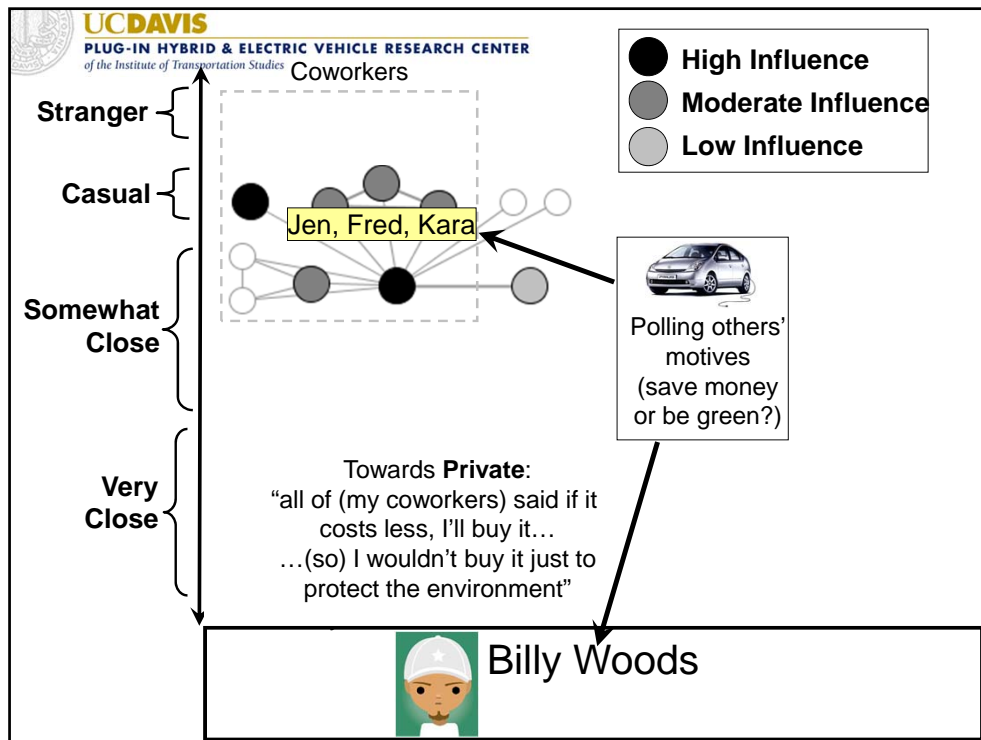 UCDAVIS
PLUG-IN HYBRID & ELECTRIC VEHICLE RESEARCH CENTER
of the Institute of Transportation Studies
Coworkers
High Influence
Moderate Influence
Low Influence
Stranger
Casual
Somewhat
Close
Very
Close
Jen, Fred, Kara
Polling others’
motives
(save money
or be green?)
Towards Private:
“all of (my coworkers) said if it
costs less, I’ll buy it…
…(so) I wouldn’t buy it just to
protect the environment”
Billy Woods